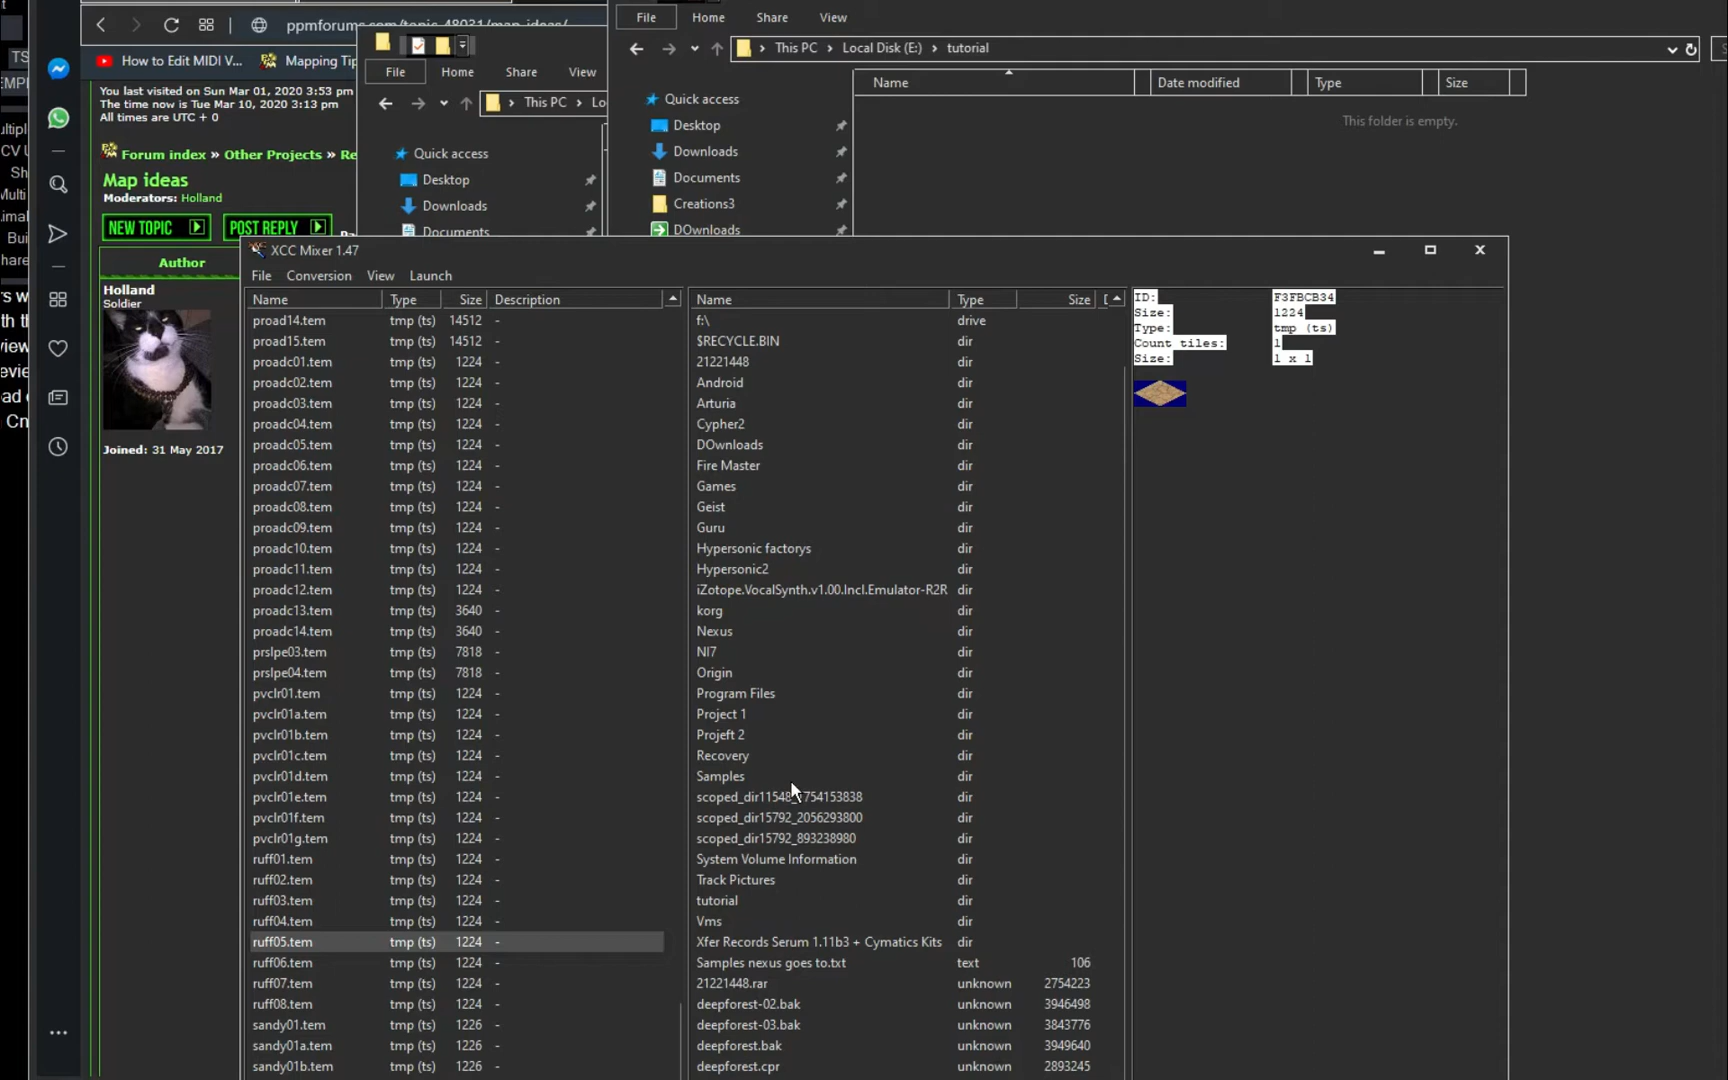 TS
EMPI
CV U
Sh
Multi
Bui
hare
's w
th th
view
evie
ad
Cn
ppmforums.com/topic-48031/map-ideas/
How to Edit MIDI V...
Mapping Tip
You last visited on Sun Mar 01, 2020 3:53 pm
The time now is Tue Mar 10, 2020 3:13 pm
All times are UTC + 0
Forum index » Other Projects » Re
Map ideas
Moderators: Holland
NEW TOPIC
POST REPLY
Author
Holland
Soldier
Joined: 31 May 2017
File Home Share View
This PC > Lo
Quick access
Desktop
Downloads
Documents
File Home Share View
This PC > Local Disk (E:) > tutorial
Name Date modified Type Size
This folder is empty.
Quick access
Desktop
Downloads
Documents
Creations3
DOwnloads
XCC Mixer 1.47
File Conversion View Launch
Name Type Size Description
proad14.tem tmp (ts) 14512 -
proad15.tem tmp (ts) 14512 -
proadc01.tem tmp (ts) 1224 -
proadc02.tem tmp (ts) 1224 -
proadc03.tem tmp (ts) 1224 -
proadc04.tem tmp (ts) 1224 -
proadc05.tem tmp (ts) 1224 -
proadc06.tem tmp (ts) 1224 -
proadc07.tem tmp (ts) 1224 -
proadc08.tem tmp (ts) 1224 -
proadc09.tem tmp (ts) 1224 -
proadc10.tem tmp (ts) 1224 -
proadc11.tem tmp (ts) 1224 -
proadc12.tem tmp (ts) 1224 -
proadc13.tem tmp (ts) 3640 -
proadc14.tem tmp (ts) 3640 -
prslpe03.tem tmp (ts) 7818 -
prslpe04.tem tmp (ts) 7818 -
pvclr01.tem tmp (ts) 1224 -
pvclr01a.tem tmp (ts) 1224 -
pvclr01b.tem tmp (ts) 1224 -
pvclr01c.tem tmp (ts) 1224 -
pvclr01d.tem tmp (ts) 1224 -
pvclr01e.tem tmp (ts) 1224 -
pvclr01f.tem tmp (ts) 1224 -
pvclr01g.tem tmp (ts) 1224 -
ruff01.tem tmp (ts) 1224 -
ruff02.tem tmp (ts) 1224 -
ruff03.tem tmp (ts) 1224 -
ruff04.tem tmp (ts) 1224 -
ruff05.tem tmp (ts) 1224 -
ruff06.tem tmp (ts) 1224 -
ruff07.tem tmp (ts) 1224 -
ruff08.tem tmp (ts) 1224 -
sandy01.tem tmp (ts) 1226 -
sandy01a.tem tmp (ts) 1226 -
sandy01b.tem tmp (ts) 1226 -
Name Type Size
f:\ drive
$RECYCLE.BIN dir
21221448 dir
Android dir
Arturia dir
Cypher2 dir
DOwnloads dir
Fire Master dir
Games dir
Geist dir
Guru dir
Hypersonic factorys dir
Hypersonic2 dir
iZotope.VocalSynth.v1.00.Incl.Emulator-R2R dir
korg dir
Nexus dir
NI7 dir
Origin dir
Program Files dir
Project 1 dir
Projeft 2 dir
Recovery dir
Samples dir
dir
scoped_dir15792_2056293800 dir
scoped_dir15792_893238980 dir
System Volume Information dir
Track Pictures dir
tutorial dir
Vms dir
Xfer Records Serum 1.11b3 + Cymatics Kits dir
Samples nexus goes to.txt text 106
21221448.rar unknown 2754223
deepforest-02.bak unknown 3946498
deepforest-03.bak unknown 3843776
deepforest.bak unknown 3949640
deepforest.cpr unknown 2893245
ID: F3FBCB34
Size: 1224
Type: tmp (ts)
Count tiles: 1
Size: 1 x 1